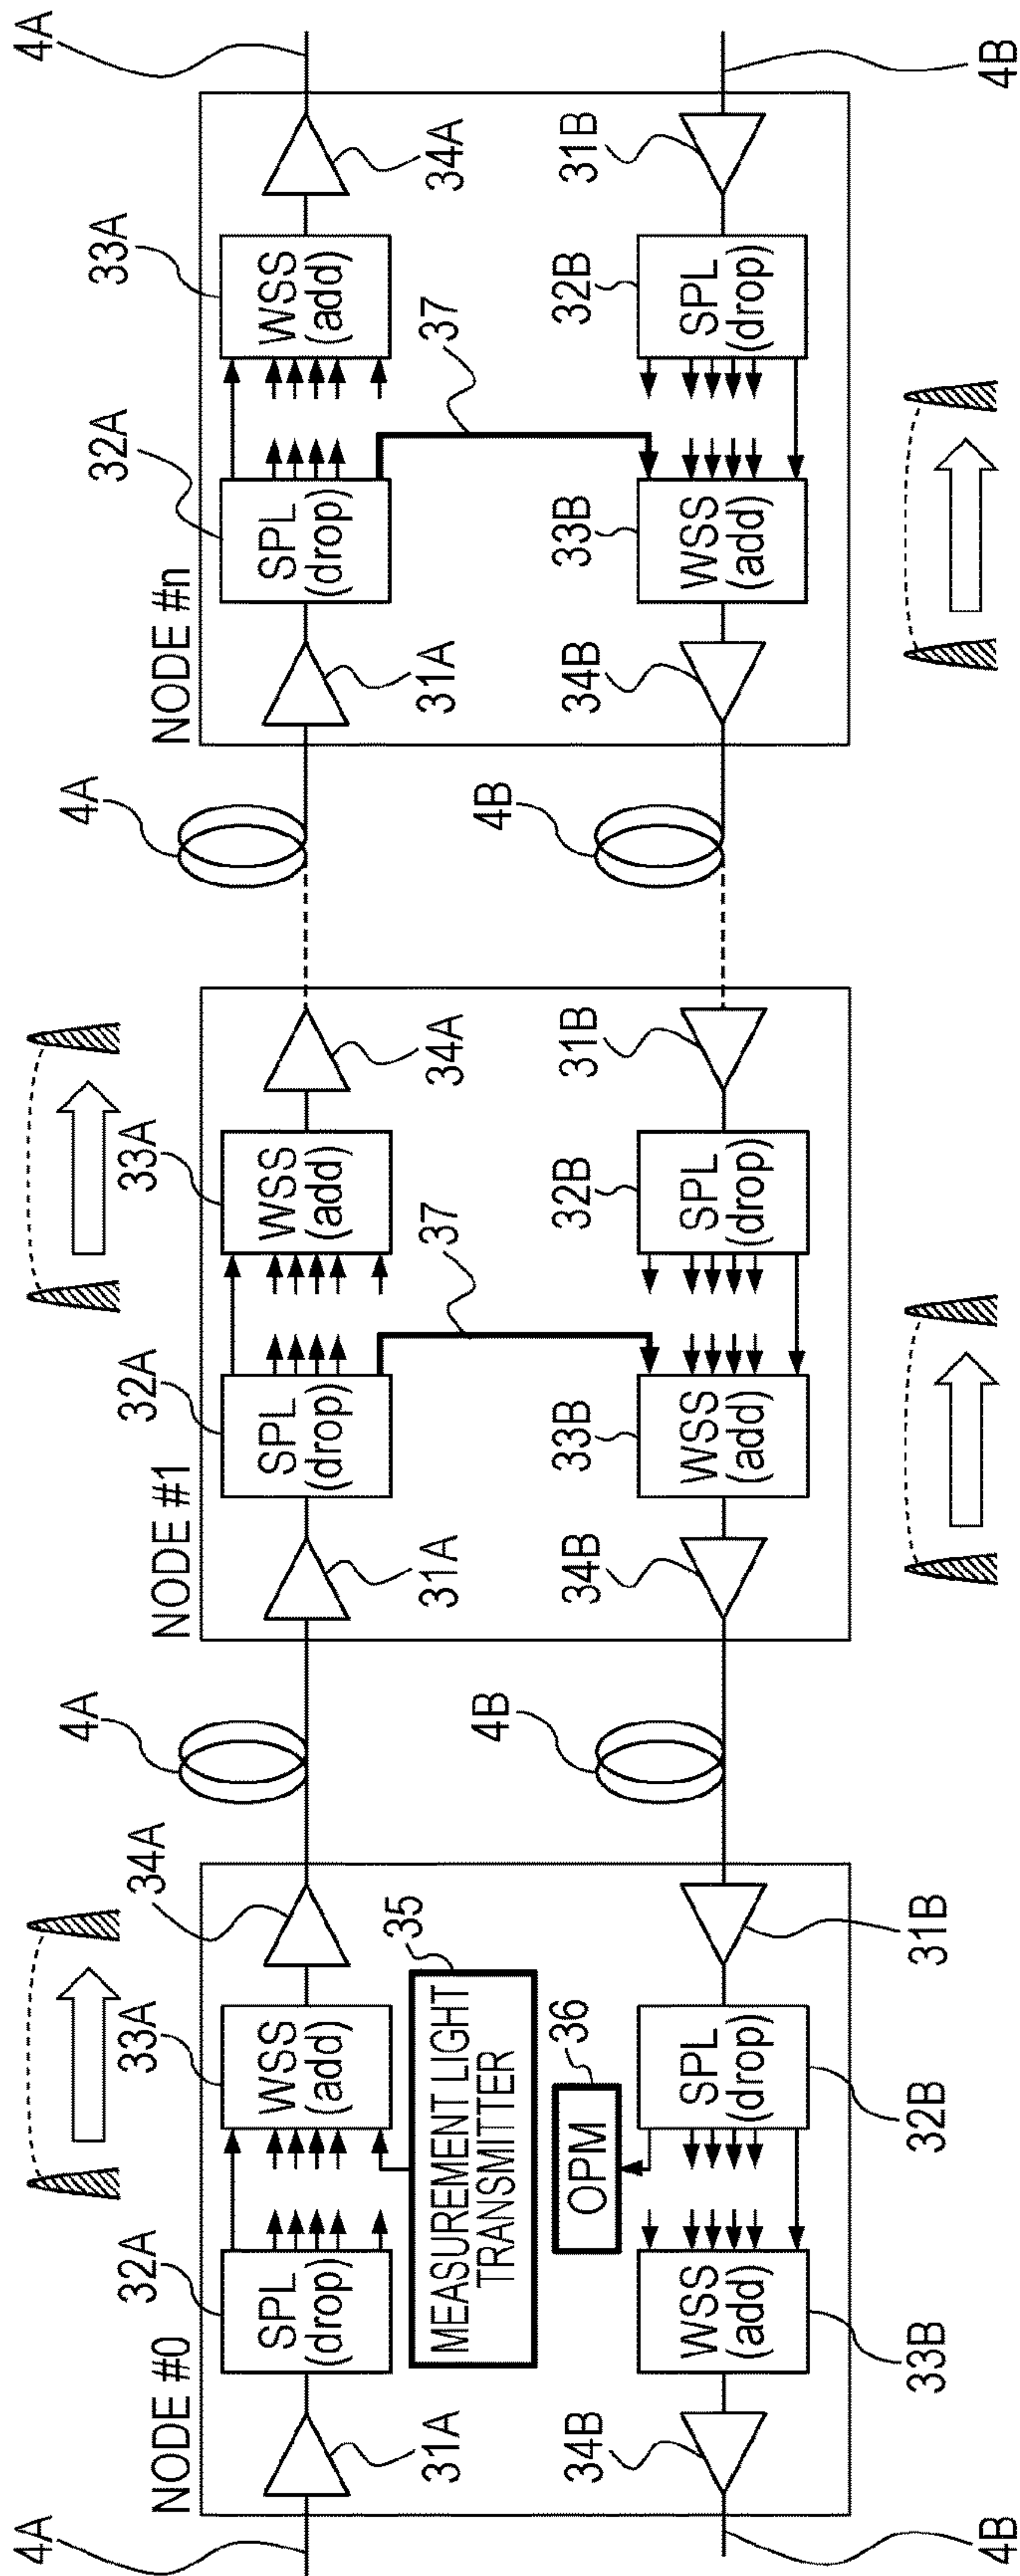 4A
NODE #0
31A
32A
SPL
(drop)
33A
WSS
(add)
34A
MEASUREMENT LIGHT
TRANSMITTER
35
OPM
36
34B
WSS
(add)
33B
SPL
(drop)
32B
31B
4B
4A
4B
NODE #1
31A
32A
SPL
(drop)
33A
WSS
(add)
34A
37
34B
33B
WSS
(add)
32B
SPL
(drop)
31B
4A
4B
NODE #n
31A
32A
SPL
(drop)
33A
WSS
(add)
34A
37
34B
33B
WSS
(add)
32B
SPL
(drop)
31B
4A
4B